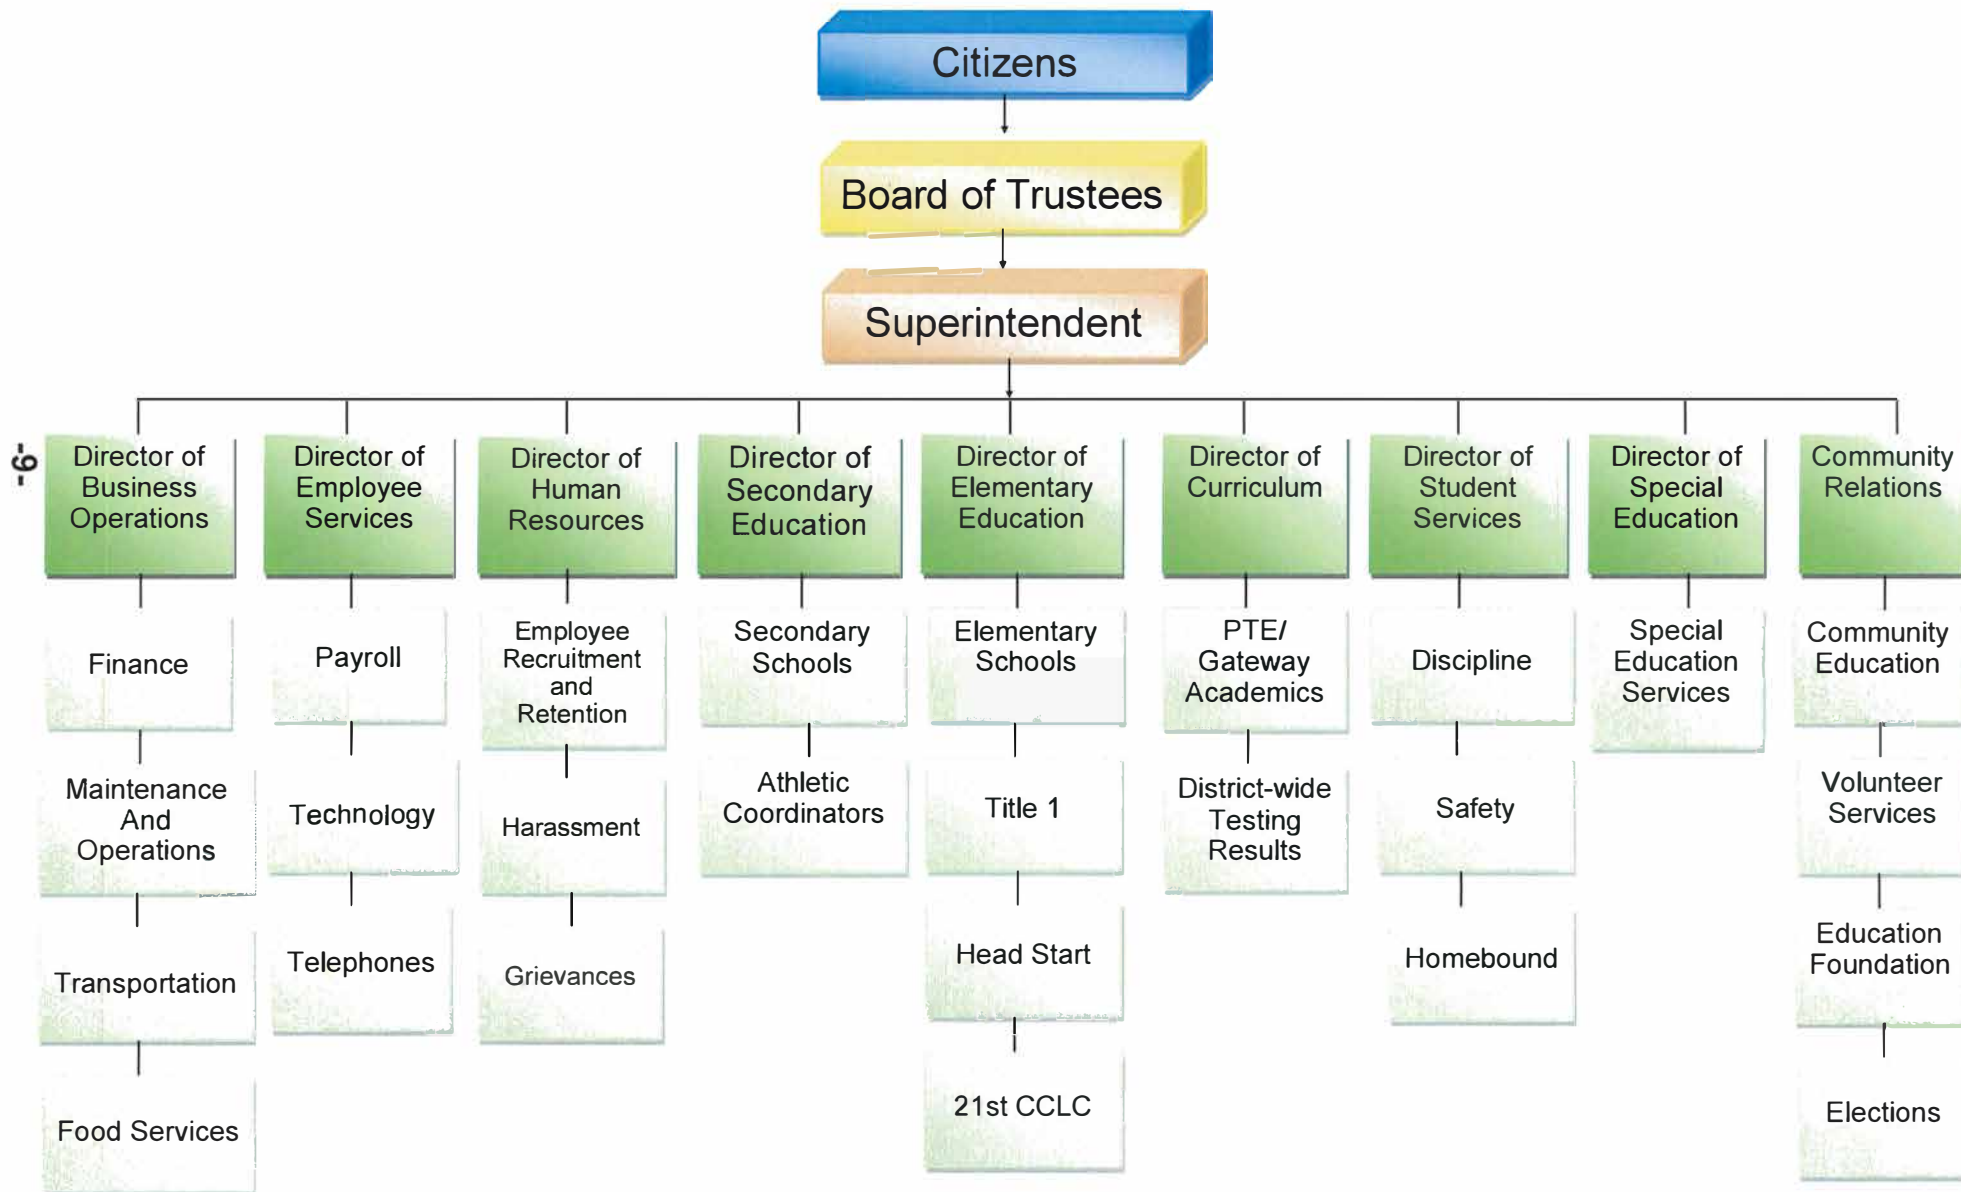 Citizens
Board of Trustees
Superintendent
-6-
Director of
Business
Operations
Director of
Employee
Services
Director of
Human
Resources
Director of
Secondary
Education
Director of
Elementary
Education
Director of
Curriculum
Director of
Student
Services
Director of
Special
Education
Community
Relations
Finance
Payroll
Employee
Recruitment
and
Retention
Secondary
Schools
Elementary
Schools
PTE/
Gateway
Academics
Discipline
Special
Education
Services
Community
Education
Maintenance
And
Operations
Technology
Harassment
Athletic
Coordinators
Title 1
District-wide
Testing
Results
Safety
Volunteer
Services
Transportation
Telephones
Grievances
Head Start
Homebound
Education
Foundation
Food Services
21st CCLC
Elections